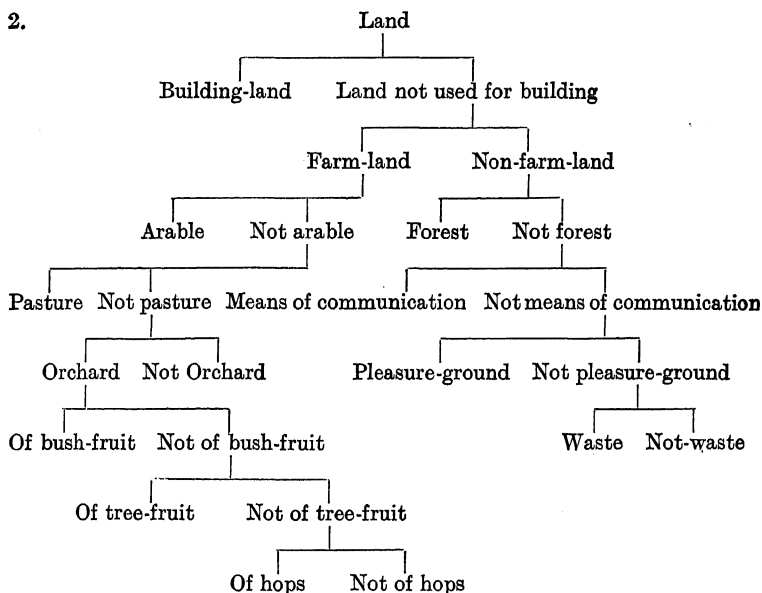 2. Land
Building-land Land not used for building
Farm-land Non-farm-land
Arable Not arable Forest Not forest
Pasture Not pasture Means of communication Not means of communication
Orchard Not Orchard Pleasure-ground Not pleasure-ground
Of bush-fruit Not of bush-fruit Waste Not-waste
Of tree-fruit Not of tree-fruit
Of hops Not of hops